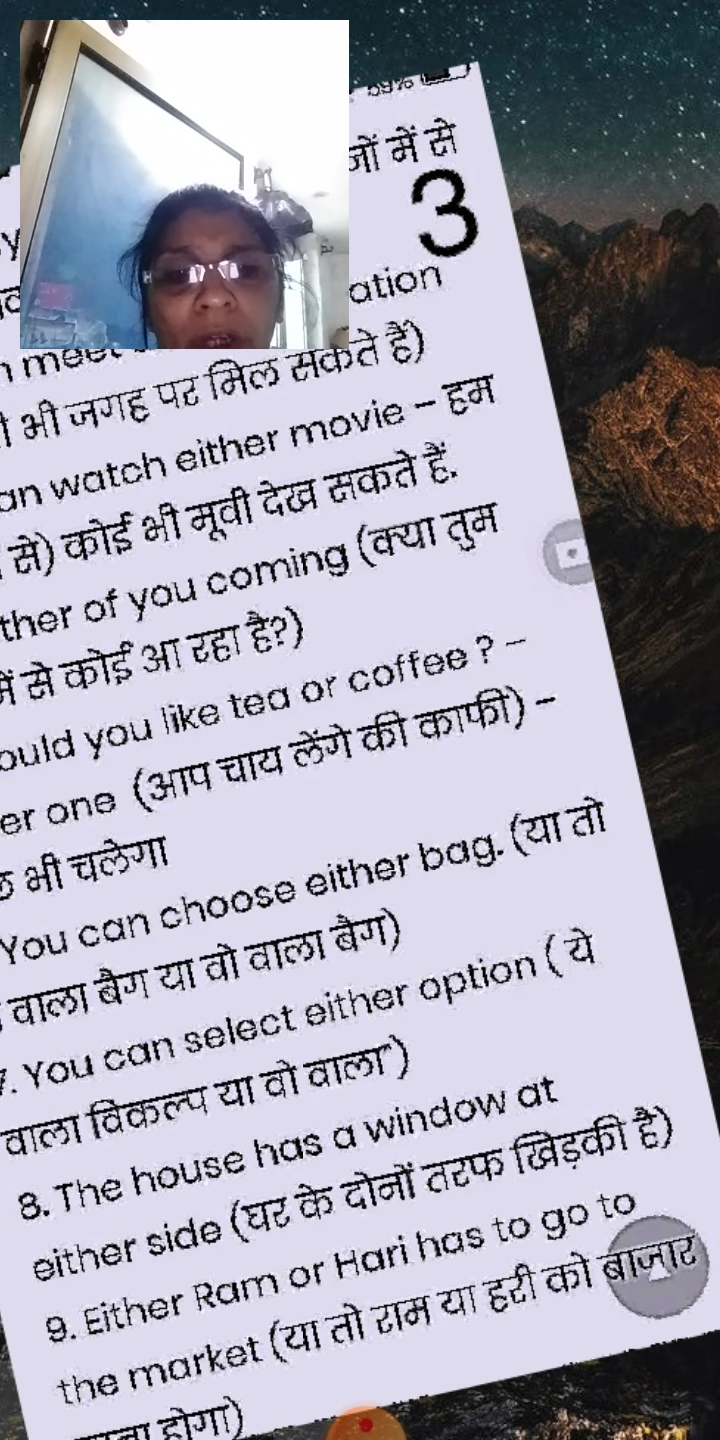 59%
में से
3
ation
meet
भी जगह पर मिल सकते हैं)
an watch either movie – हम
से) कोई भी मूवी देख सकते हैं.
ther of you coming (क्या तुम
में से कोई आ रहा है?)
ould you like tea or coffee ? –
er one (आप चाय लेंगे की काफी) –
भी चलेगा
You can choose either bag. (या तो
वाला बैग या वो वाला बैग)
7. You can select either option ( ये
वाला विकल्प या वो वाला")
8. The house has a window at
either side (घर के दोनों तरफ खिड़की है)
9. Either Ram or Hari has to go to
the market (या तो राम या हरी को बाजार
होगा)